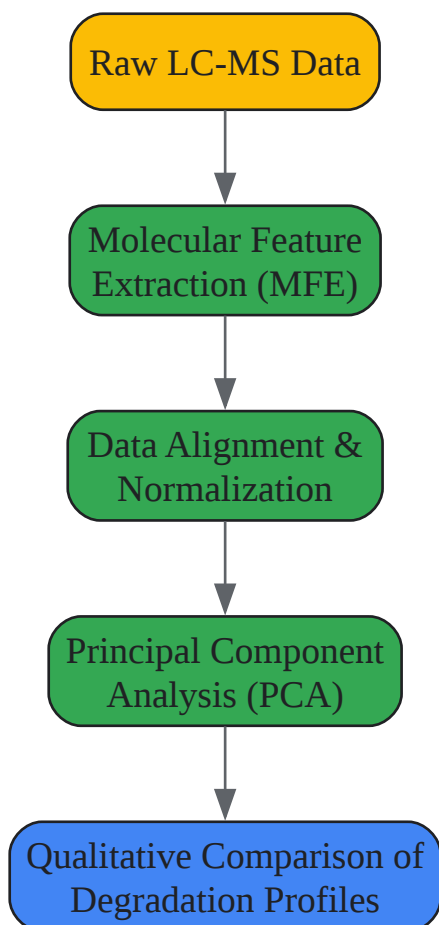 Raw LC-MS Data
Molecular Feature
Extraction (MFE)
Data Alignment &
Normalization
Principal Component
Analysis (PCA)
Qualitative Comparison of
Degradation Profiles